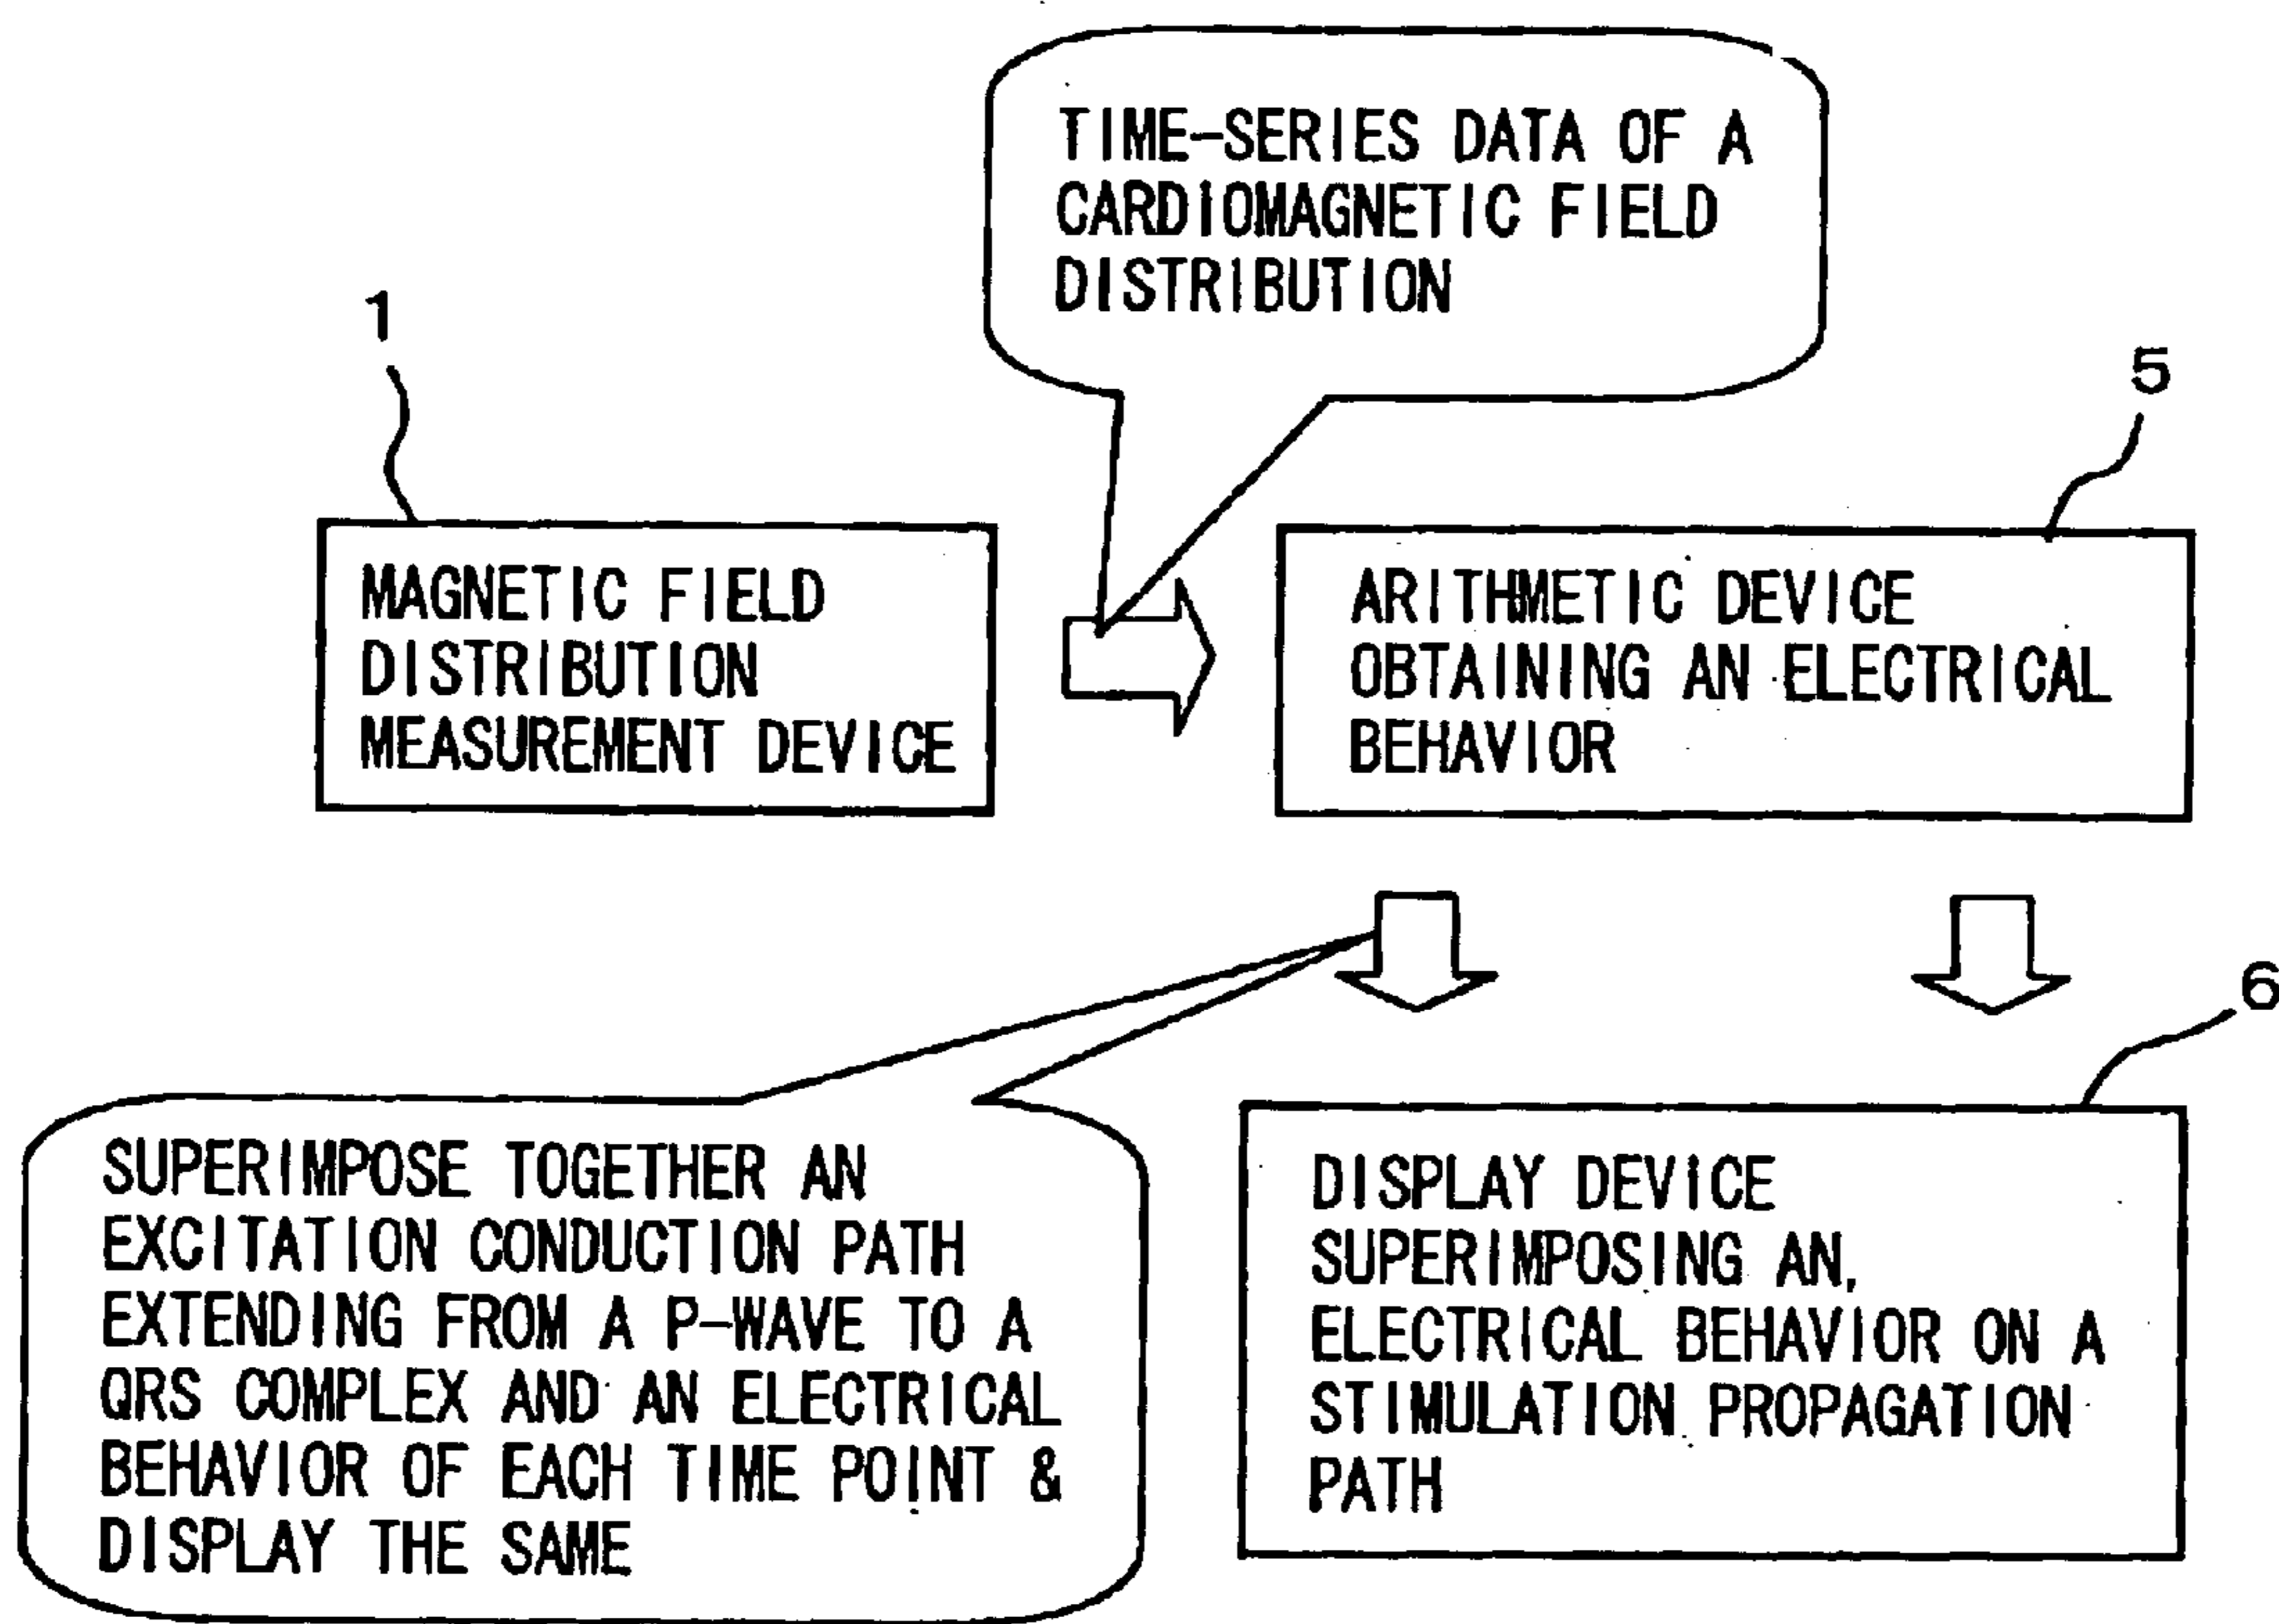 TIME-SERIES DATA OF A
CARDIOMAGNETIC FIELD
DISTRIBUTION
1
5
MAGNETIC FIELD
DISTRIBUTION
MEASUREMENT DEVICE
ARITHMETIC DEVICE
OBTAINING AN ELECTRICAL
BEHAVIOR
6
SUPERIMPOSE TOGETHER AN
EXCITATION CONDUCTION PATH
EXTENDING FROM A P-WAVE TO A
QRS COMPLEX AND AN ELECTRICAL
BEHAVIOR OF EACH TIME POINT &
DISPLAY THE SAME
DISPLAY DEVICE
SUPERIMPOSING AN
ELECTRICAL BEHAVIOR ON A
STIMULATION PROPAGATION
PATH